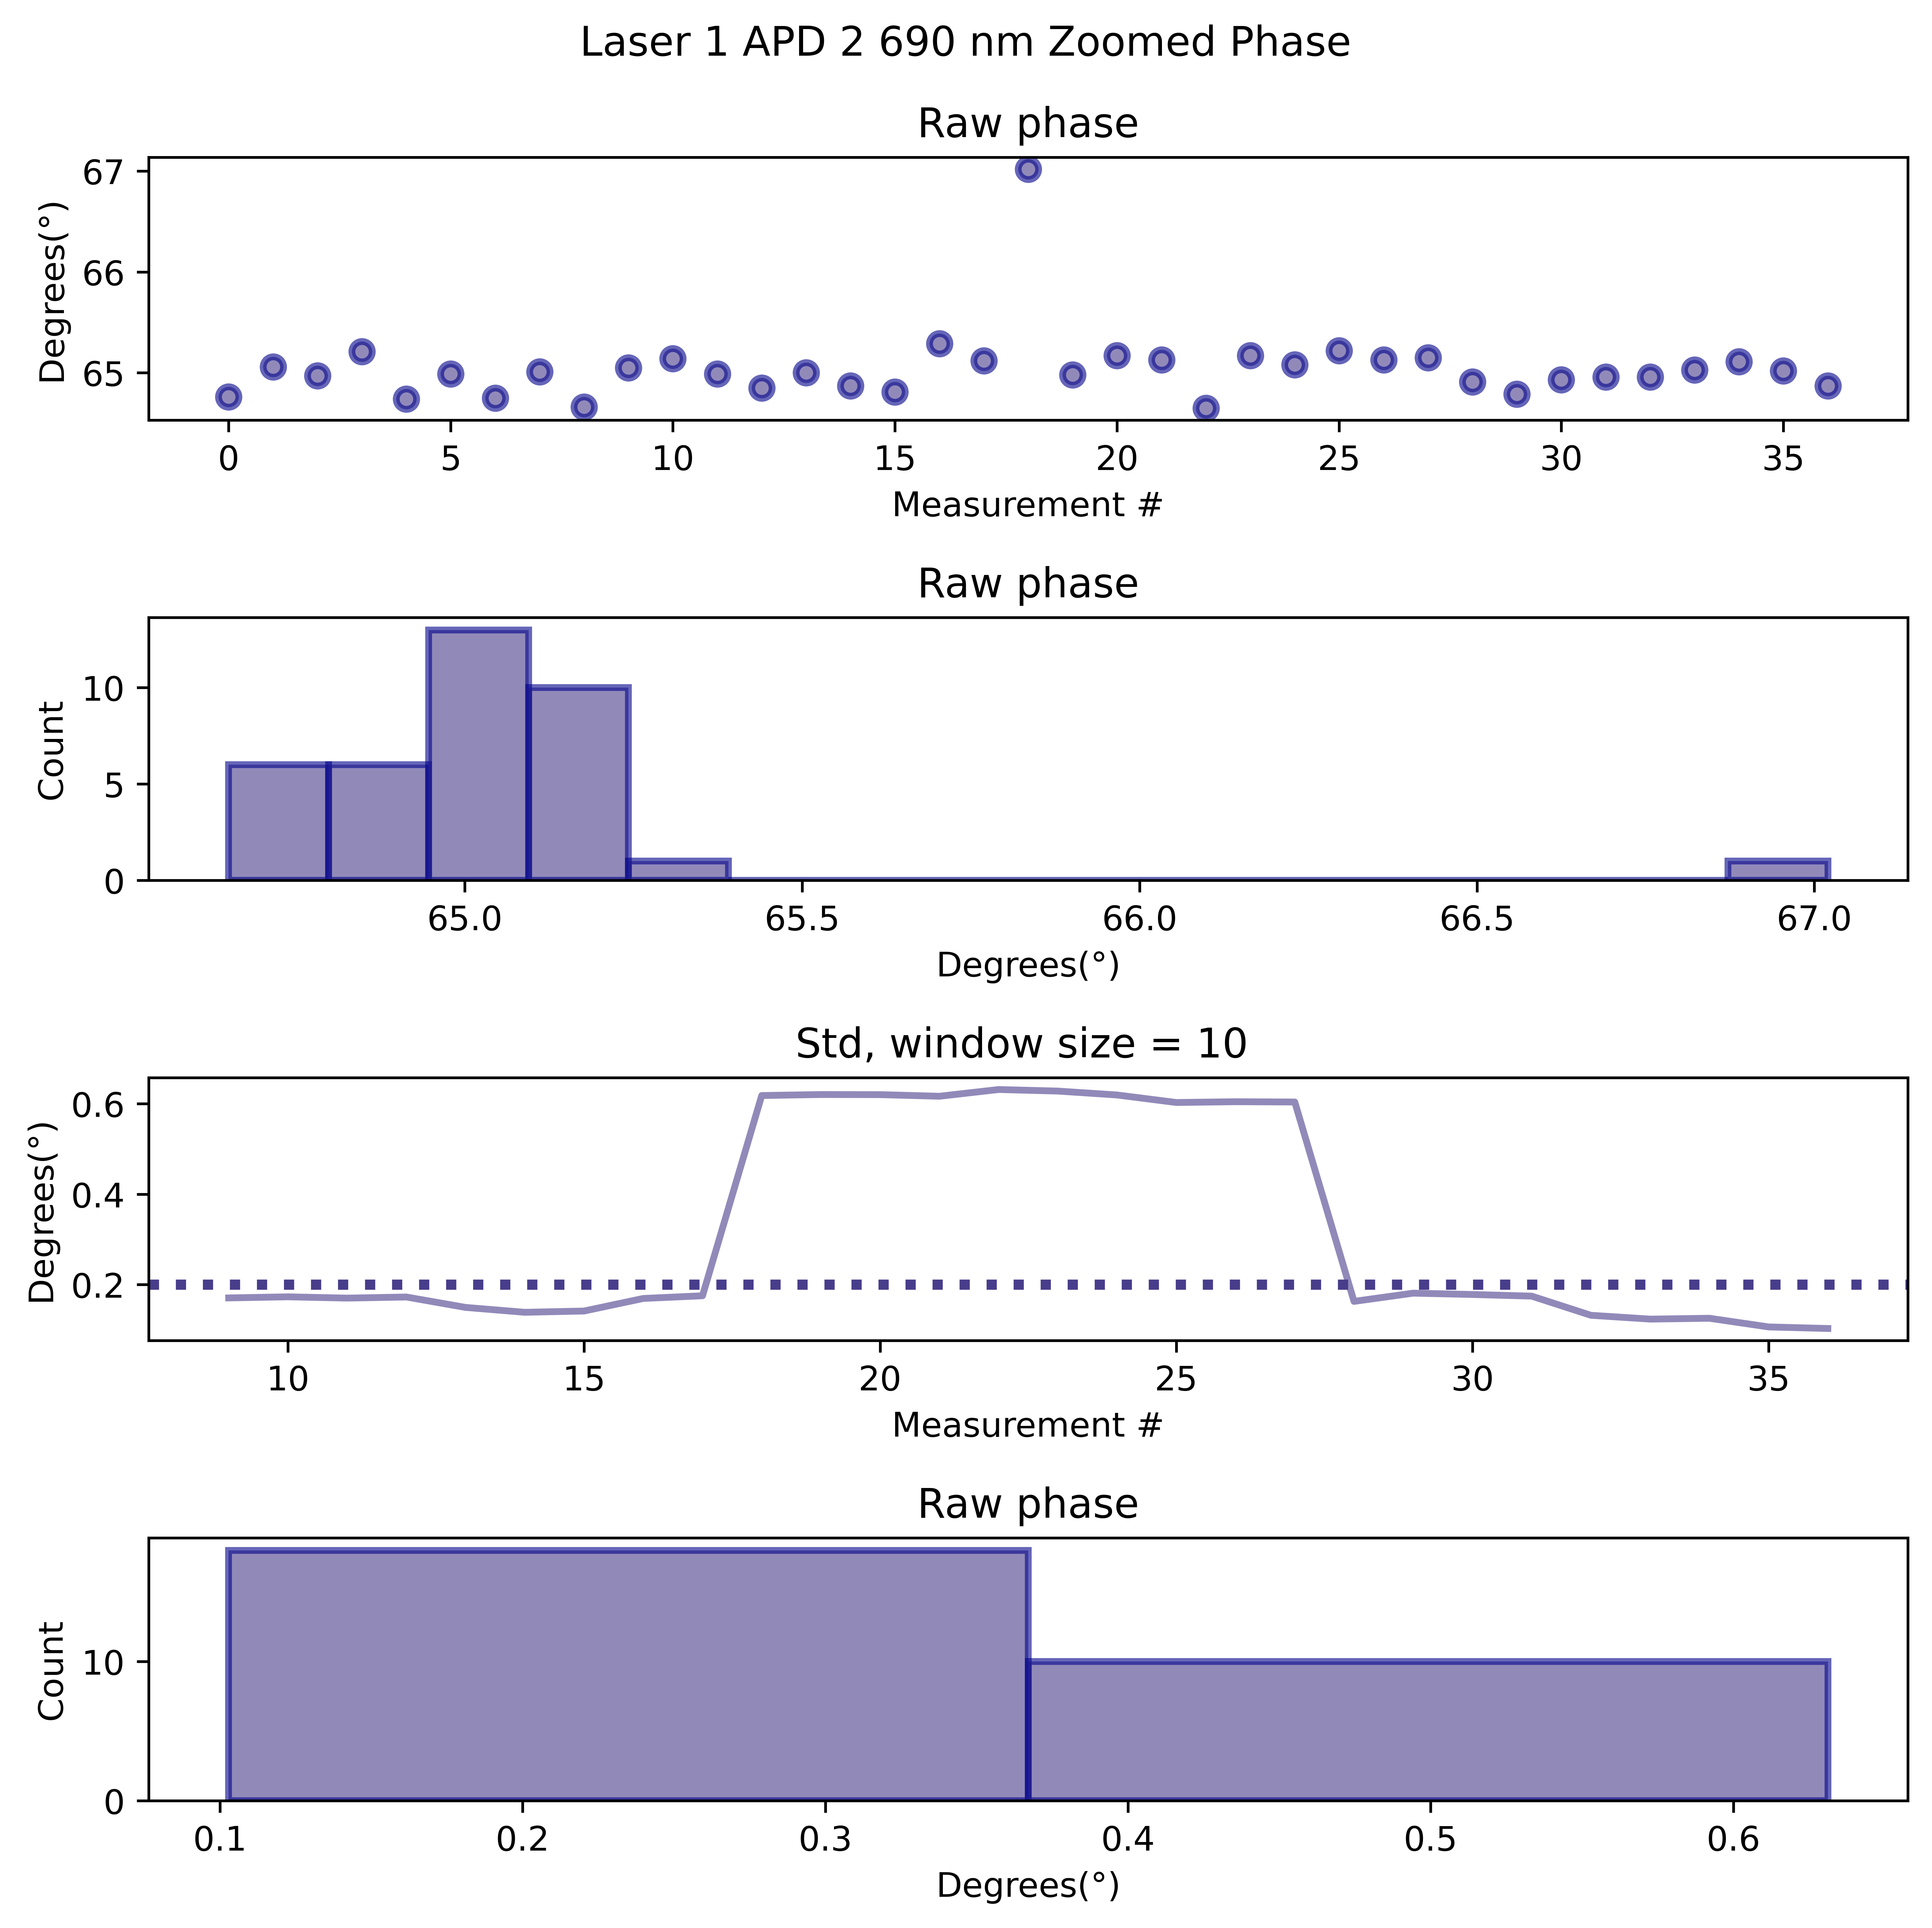 Laser 1 APD 2 690 nm Zoomed Phase
Raw phase
Degrees(°)
67
66
65
0 5 10 15 20 25 30 35
Measurement #
Raw phase
Count
10
5
0
65.0 65.5 66.0 66.5 67.0
Degrees(°)
Std, window size = 10
Degrees(°)
0.6
0.4
0.2
10 15 20 25 30 35
Measurement #
Raw phase
Count
10
0
0.1 0.2 0.3 0.4 0.5 0.6
Degrees(°)